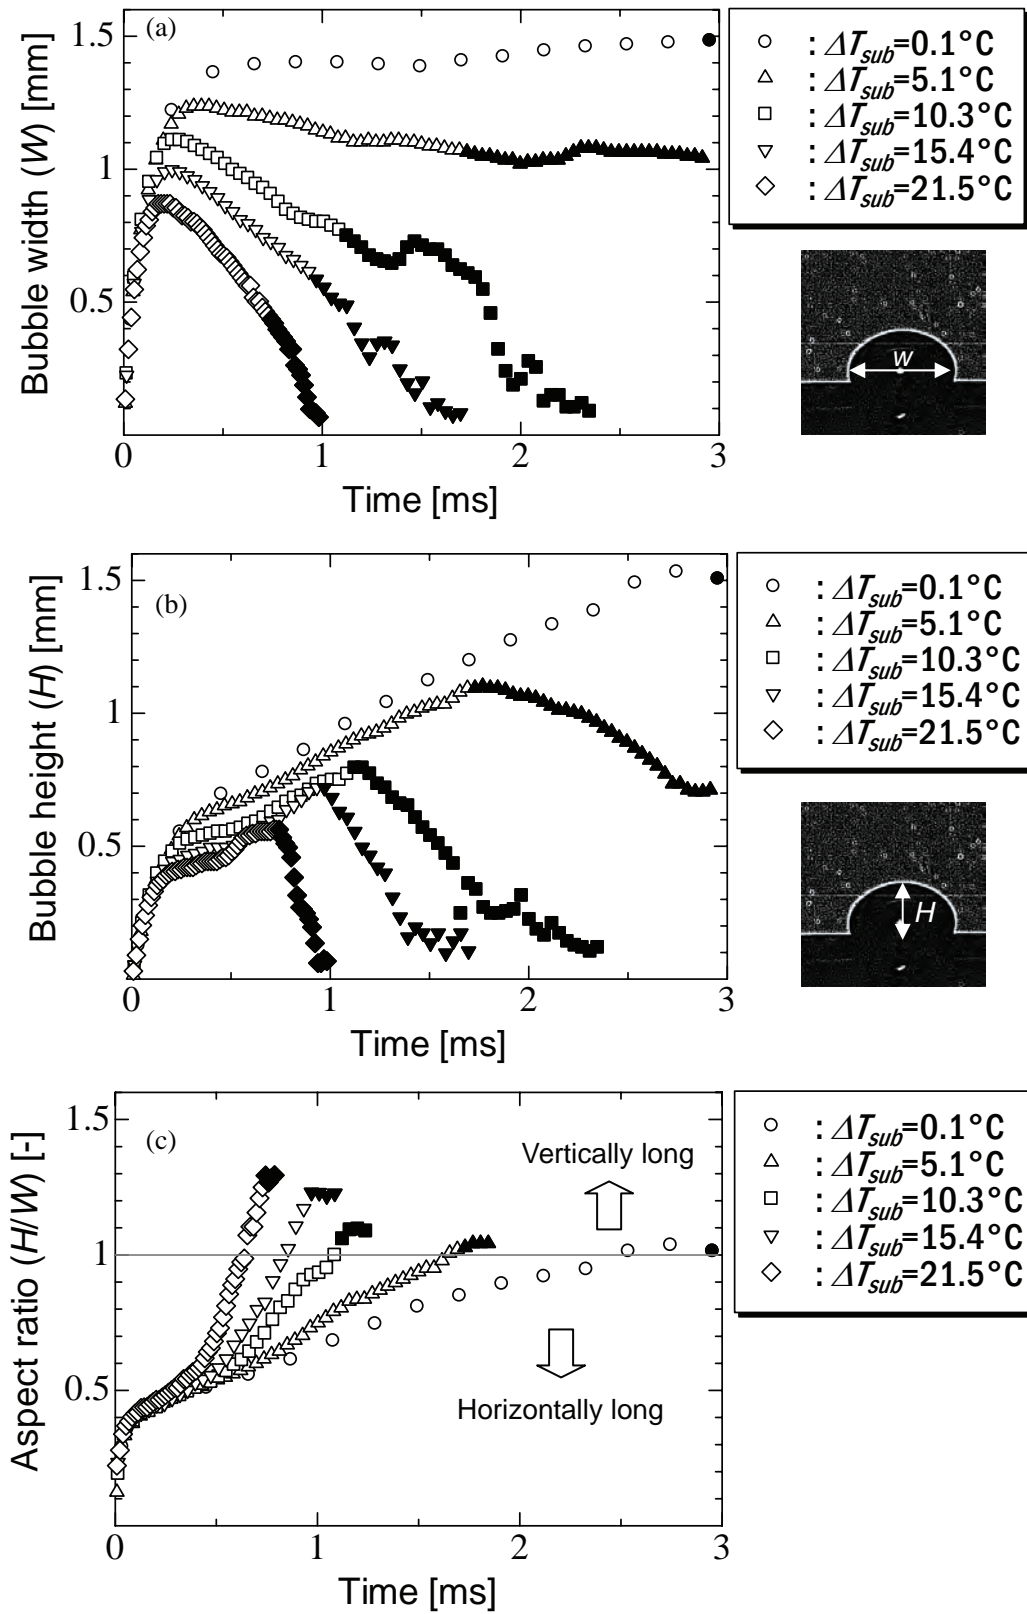 (a)
Bubble width (W) [mm]
1.5
1
0.5
0
1
2
3
Time [ms]
○ : ΔTsub=0.1°C
△ : ΔTsub=5.1°C
□ : ΔTsub=10.3°C
▽ : ΔTsub=15.4°C
◇ : ΔTsub=21.5°C
W
(b)
Bubble height (H) [mm]
1.5
1
0.5
0
1
2
3
Time [ms]
○ : ΔTsub=0.1°C
△ : ΔTsub=5.1°C
□ : ΔTsub=10.3°C
▽ : ΔTsub=15.4°C
◇ : ΔTsub=21.5°C
H
(c)
Aspect ratio (H/W) [-]
1.5
1
0.5
0
1
2
3
Time [ms]
Vertically long
Horizontally long
○ : ΔTsub=0.1°C
△ : ΔTsub=5.1°C
□ : ΔTsub=10.3°C
▽ : ΔTsub=15.4°C
◇ : ΔTsub=21.5°C